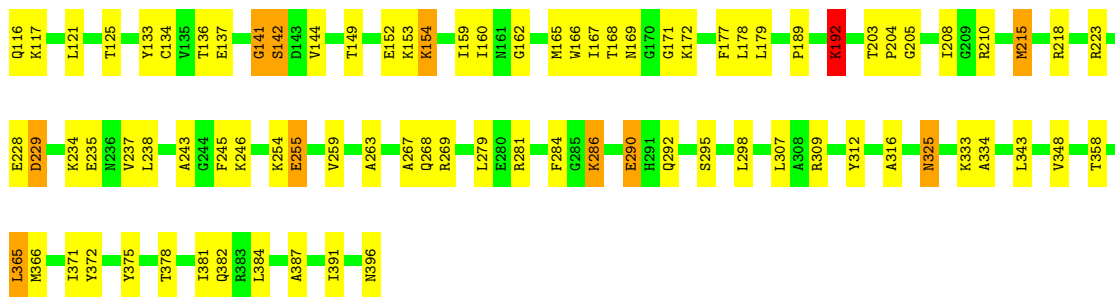 Q116 K117 L121 T125 Y133 C134 V135 T136 E137 G141 S142 D143 V144 T149 E152 K153 K154 I159 I160 N161 G162 M165 W166 I167 T168 N169 G170 G171 K172 F177 L178 L179 P189 K192 T203 P204 G205 I208 G209 R210 M215 R218 R223
E228 D229 K234 E235 N236 V237 L238 A243 G244 F245 K246 K254 E255 V259 A263 A267 Q268 R269 L279 E280 R281 F284 G285 K286 E290 H291 Q292 S295 L298 L307 A308 R309 Y312 A316 N325 K333 A334 L343 V348 T358
L365 M366 I371 Y372 Y375 T378 I381 Q382 R383 L384 A387 I391 N396